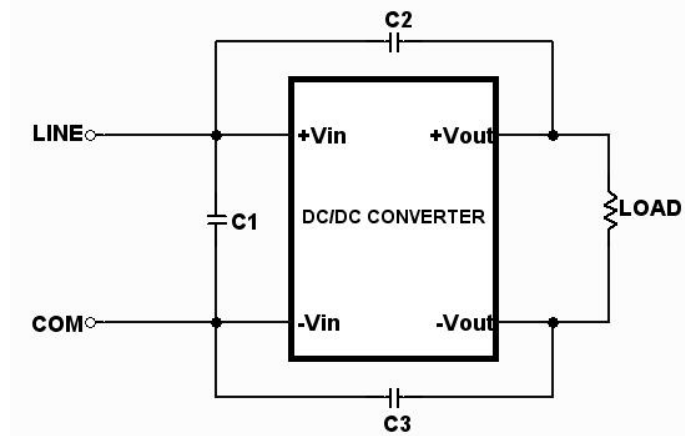 C2
LINE
+Vin
+Vout
C1
DC/DC CONVERTER
LOAD
COM
-Vin
-Vout
C3